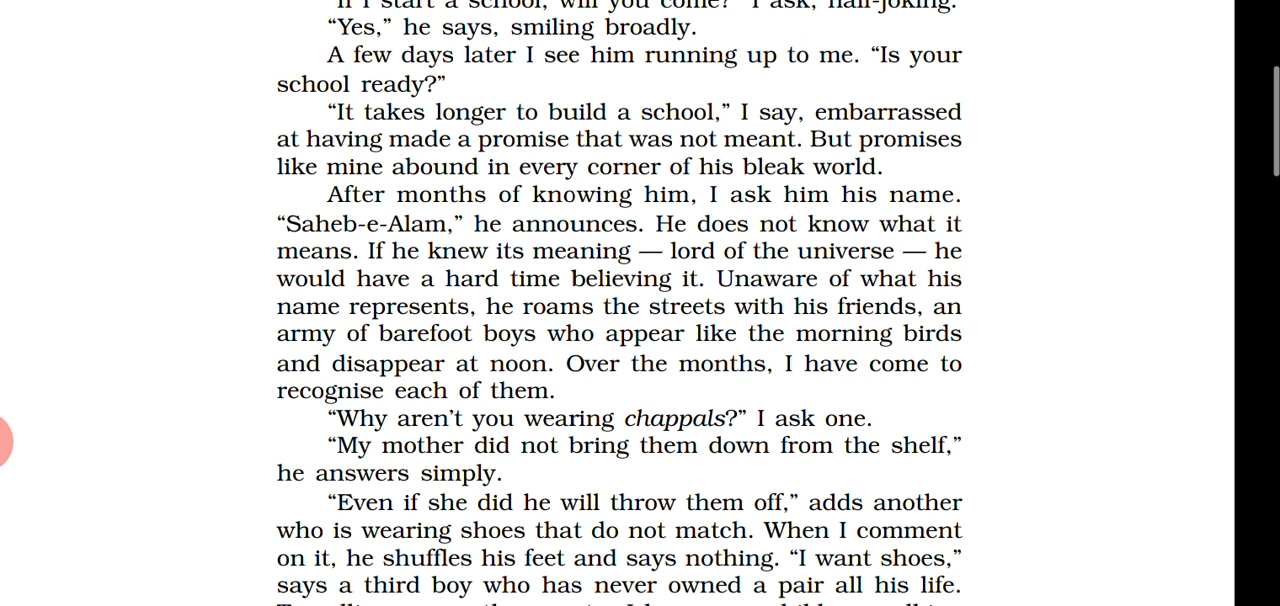 "If I start a school, will you come?" I ask, half-joking.
"Yes," he says, smiling broadly.
A few days later I see him running up to me. "Is your
school ready?"
"It takes longer to build a school," I say, embarrassed
at having made a promise that was not meant. But promises
like mine abound in every corner of his bleak world.
After months of knowing him, I ask him his name.
"Saheb-e-Alam," he announces. He does not know what it
means. If he knew its meaning — lord of the universe — he
would have a hard time believing it. Unaware of what his
name represents, he roams the streets with his friends, an
army of barefoot boys who appear like the morning birds
and disappear at noon. Over the months, I have come to
recognise each of them.
"Why aren't you wearing chappals?" I ask one.
"My mother did not bring them down from the shelf,"
he answers simply.
"Even if she did he will throw them off," adds another
who is wearing shoes that do not match. When I comment
on it, he shuffles his feet and says nothing. "I want shoes,"
says a third boy who has never owned a pair all his life.